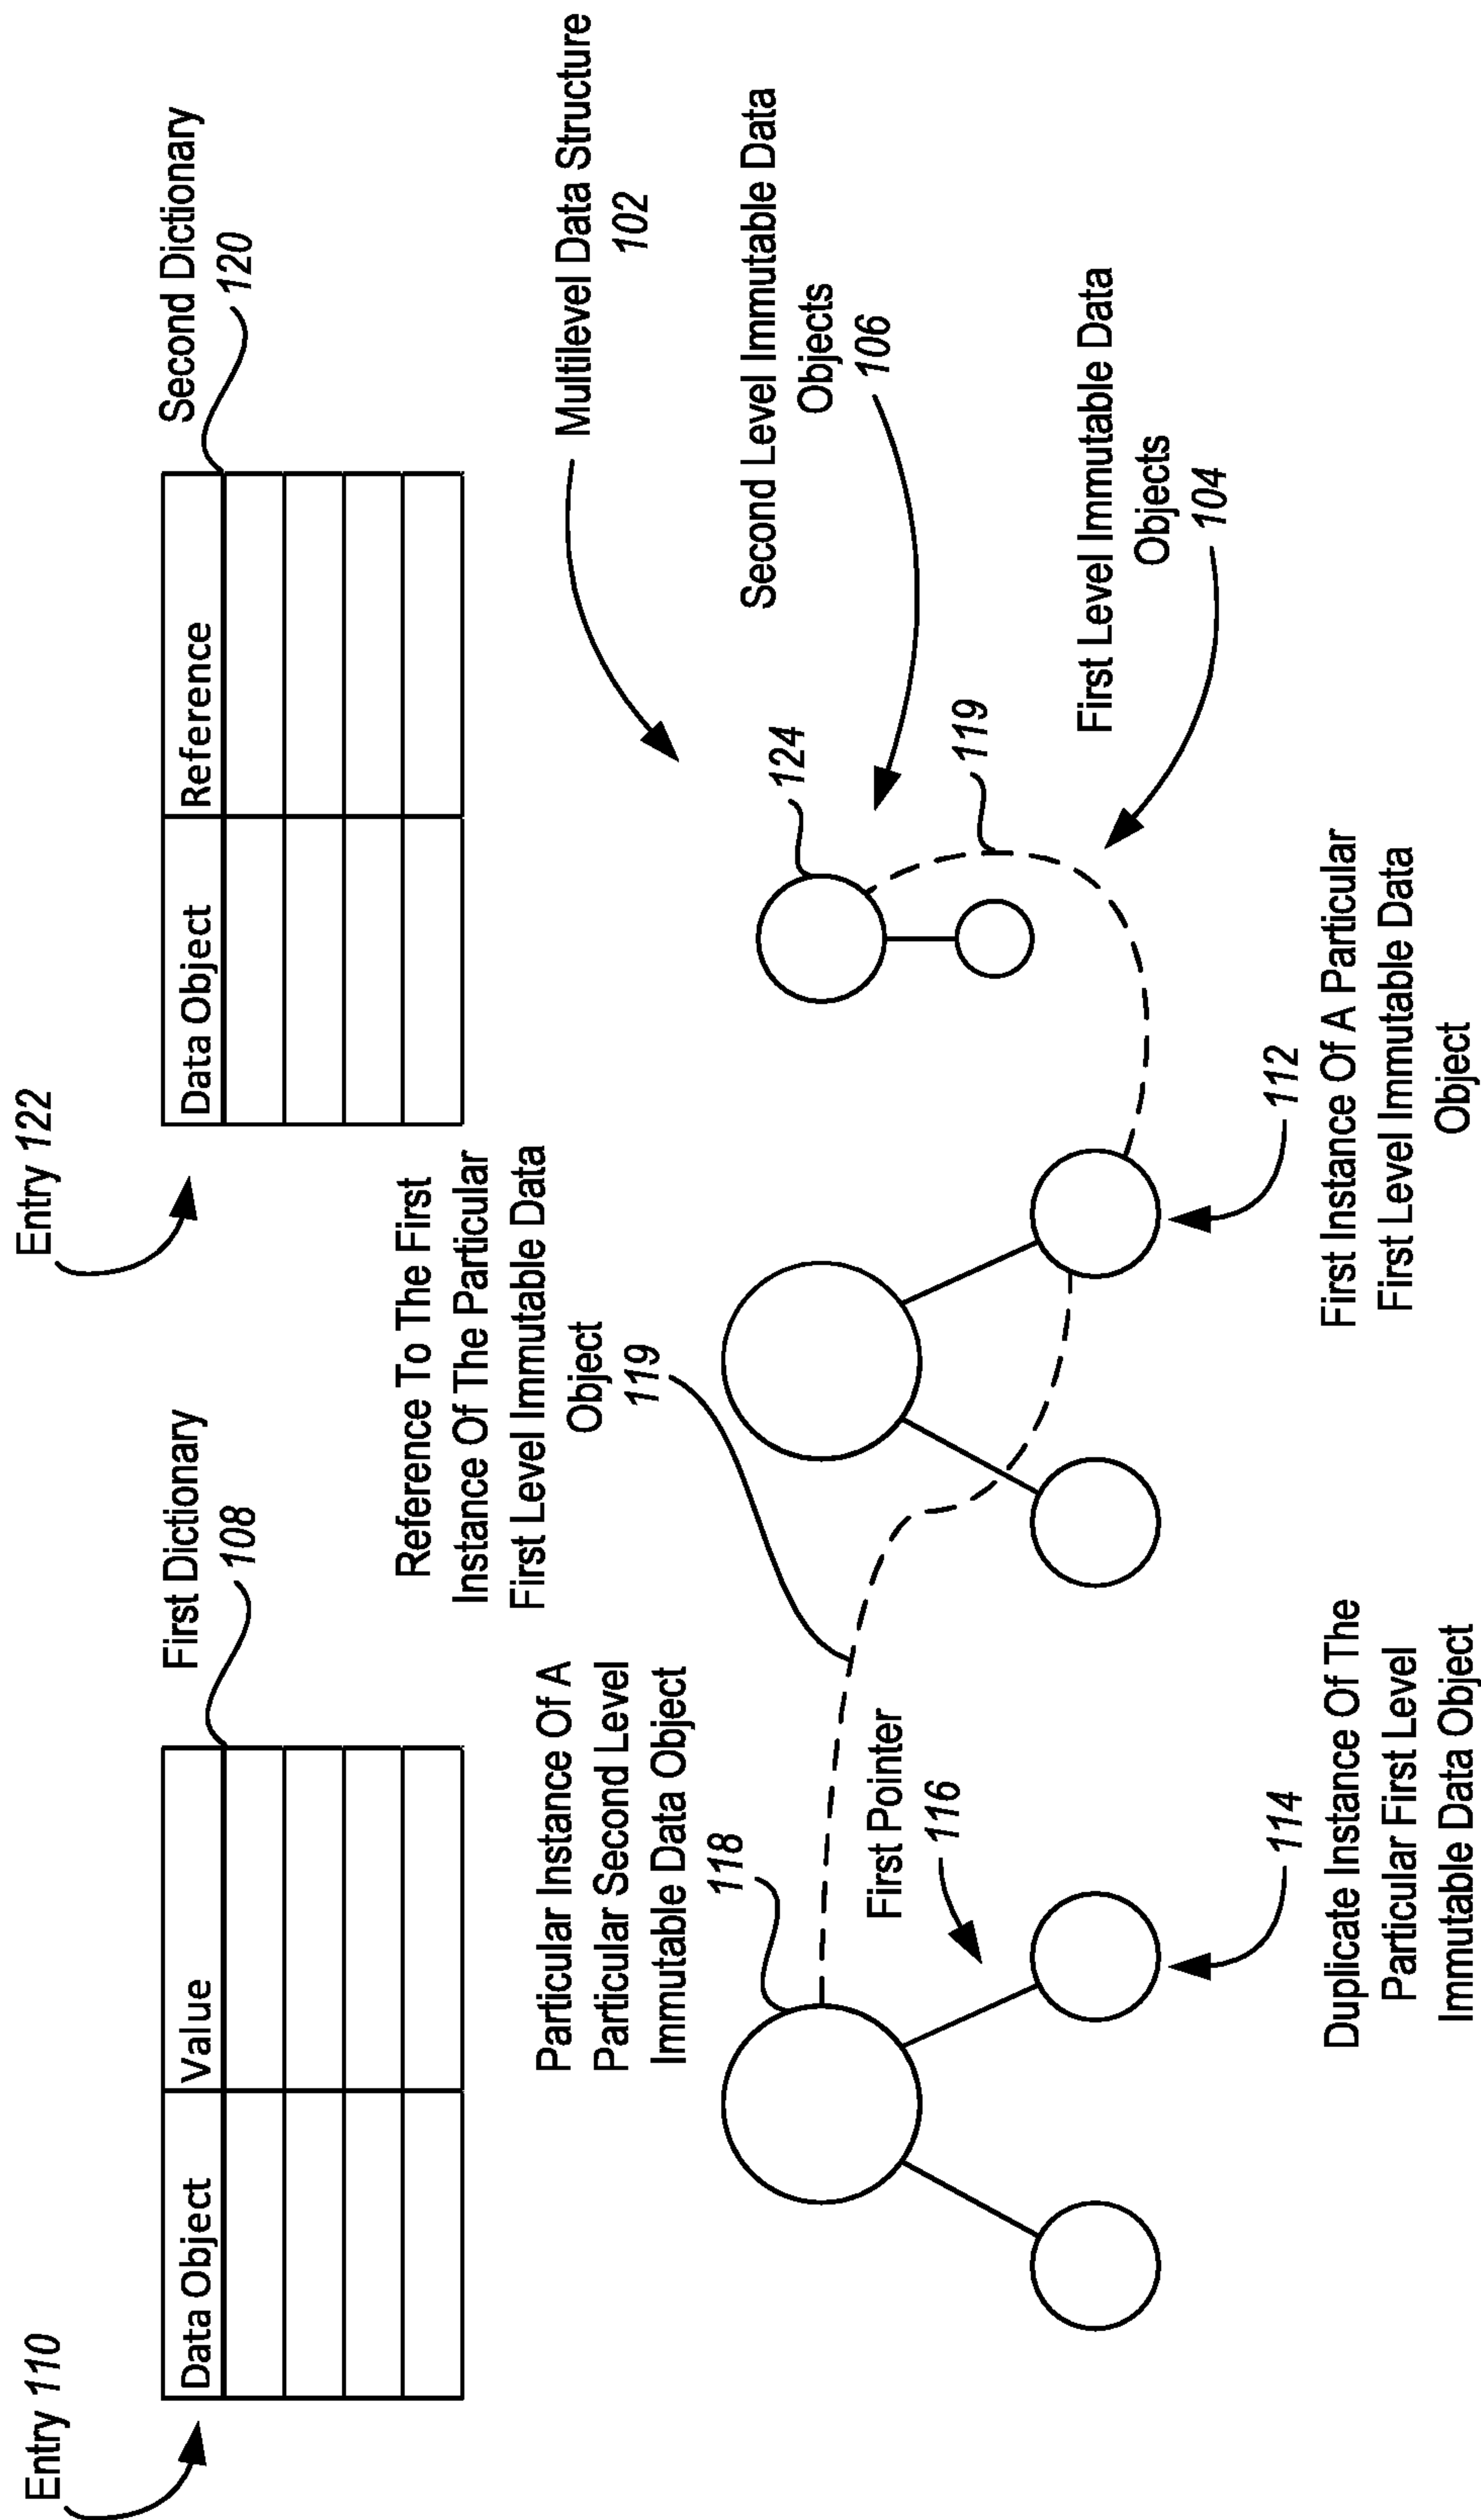 Entry 110
Entry 122
First Dictionary
108
Second Dictionary
120
Data Object
Value
Data Object
Reference
Reference To The First
Instance Of The Particular
First Level Immutable Data
Object
119
Multilevel Data Structure
102
Particular Instance Of A
Particular Second Level
Immutable Data Object
118
Second Level Immutable Data
Objects
106
124
First Pointer
116
119
First Level Immutable Data
Objects
104
114
Duplicate Instance Of The
Particular First Level
Immutable Data Object
112
First Instance Of A Particular
First Level Immutable Data
Object